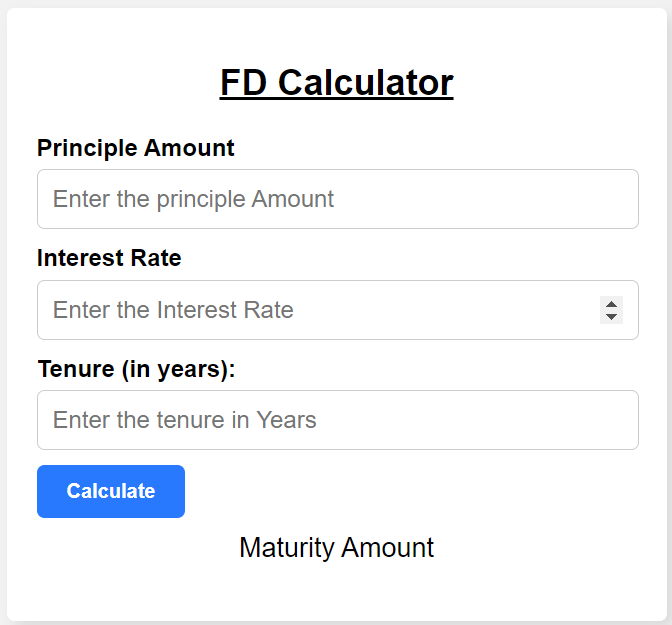 FD Calculator
Principle Amount
Enter the principle Amount
Interest Rate
Enter the Interest Rate
Tenure (in years):
Enter the tenure in Years
Calculate
Maturity Amount